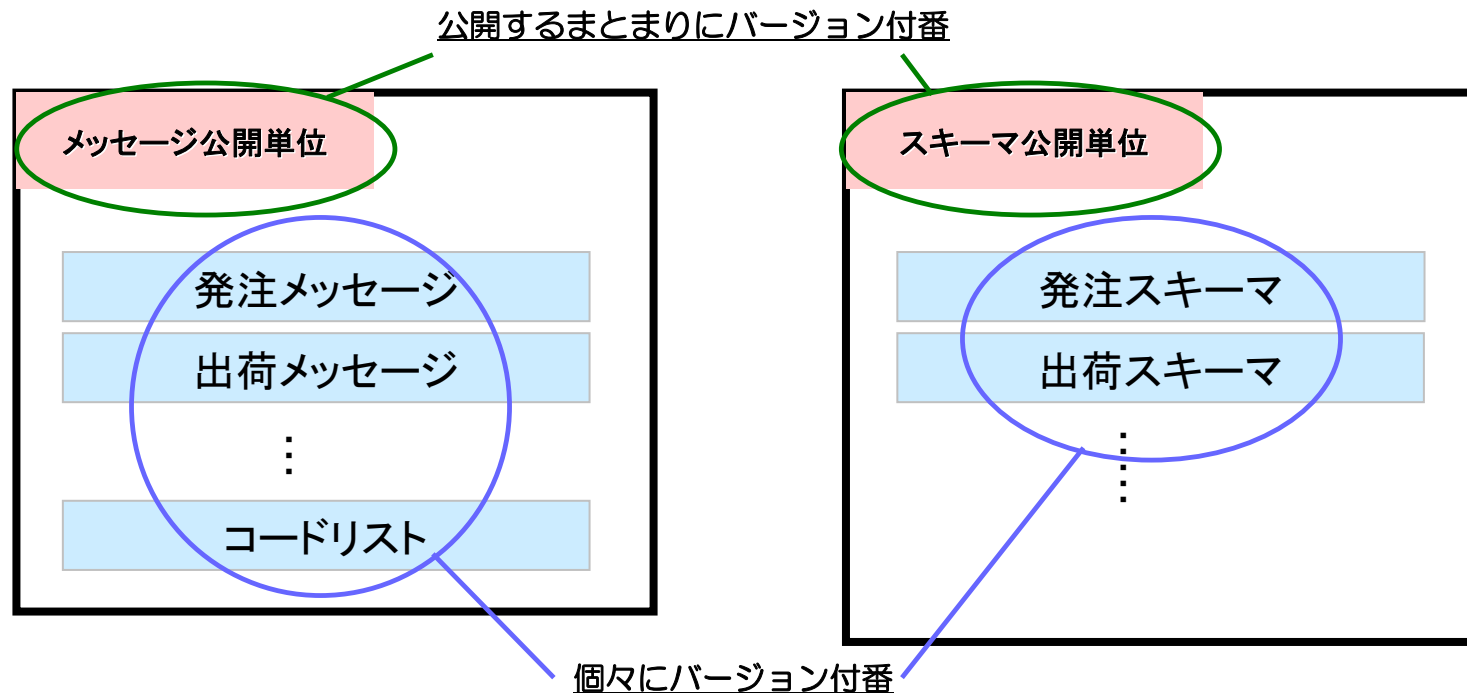 公開するまとまりにバージョン付番
メッセージ公開単位
発注メッセージ
出荷メッセージ
⋮
コードリスト
スキーマ公開単位
発注スキーマ
出荷スキーマ
⋮
個々にバージョン付番